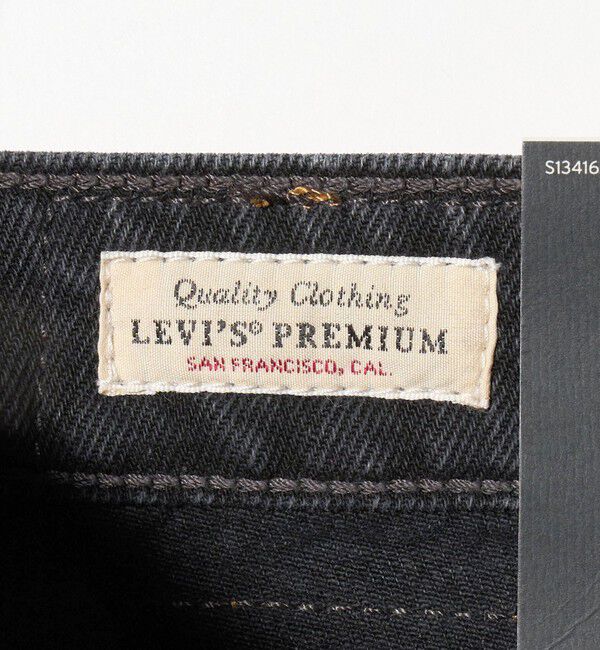 S13416
Quality Clothing
LEVI'S® PREMIUM
SAN FRANCISCO, CAL.